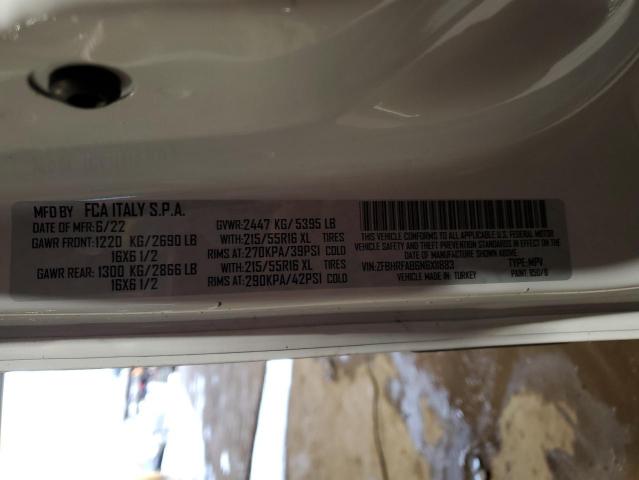 MFD BY FCA ITALY S.P.A.
DATE OF MFR:6/22 GVWR:2447 KG/5395 LB
GAWR FRONT:1220 KG/2690 LB WITH:215/55R16 XL TIRES
16X6 1/2 RIMS AT:270KPA/39PSI COLD
GAWR REAR:1300 KG/2866 LB WITH:215/55R16 XL TIRES
16X6 1/2 RIMS AT:290KPA/42PSI COLD
THIS VEHICLE CONFORMS TO ALL APPLICABLE U.S. FEDERAL MOTOR
VEHICLE SAFETY AND THEFT PREVENTION STANDARDS IN EFFECT ON THE
DATE OF MANUFACTURE SHOWN ABOVE.
VIN:ZFBHRFAB6N6X11883 TYPE:MPV
VEHICLE MADE IN TURKEY PAINT